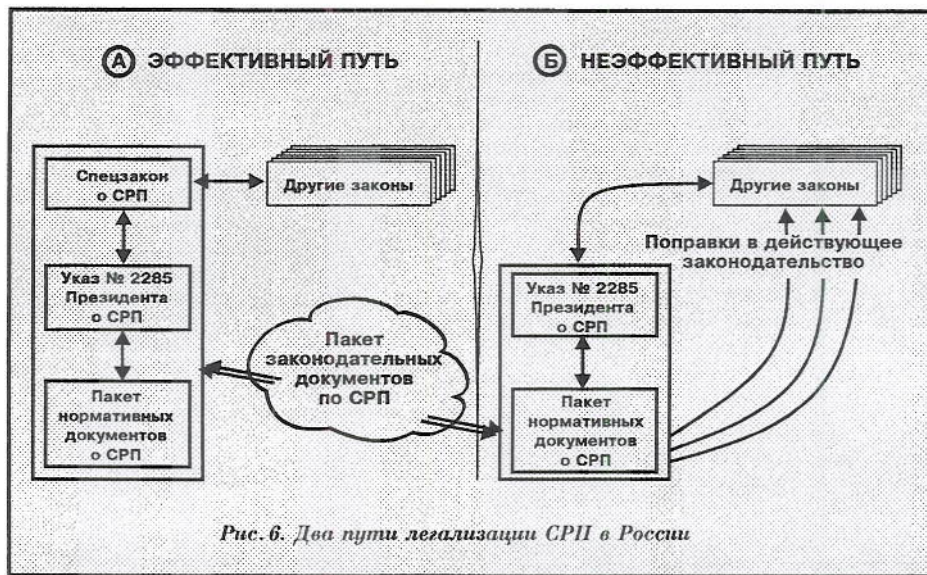 А ЭФФЕКТИВНЫЙ ПУТЬ
Спецзакон
о СРП
Другие законы
Указ № 2285
Президента
о СРП
Пакет
нормативных
документов
о СРП
Пакет
законодательных
документов
по СРП
Б НЕЭФФЕКТИВНЫЙ ПУТЬ
Другие законы
Поправки в действующее
законодательство
Указ № 2285
Президента
о СРП
Пакет
нормативных
документов
о СРП
Рис. 6. Два пути легализации СРП в России